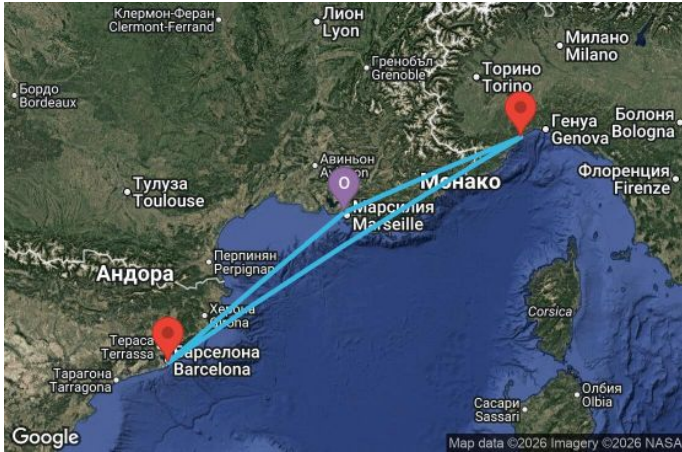 Клермон-Феран
Clermont-Ferrand
Лион
Lyon
Милано
Milano
Гренобъл
Grenoble
Торино
Torino
Бордо
Bordeaux
Генуа
Genova
Болоня
Bologna
Авиньон
Тулуза
Toulouse
Монако
Флоренция
Firenze
О
Марсилия
Marseille
Перпинян
Perpignan
Андора
Corsica
Тераса
Terrassa
Барселона
Barcelona
Тарагона
Tarragona
Олбия
Olbia
Сасари
Sassari
Google
Map data ©2026 Imagery ©2026 NASA